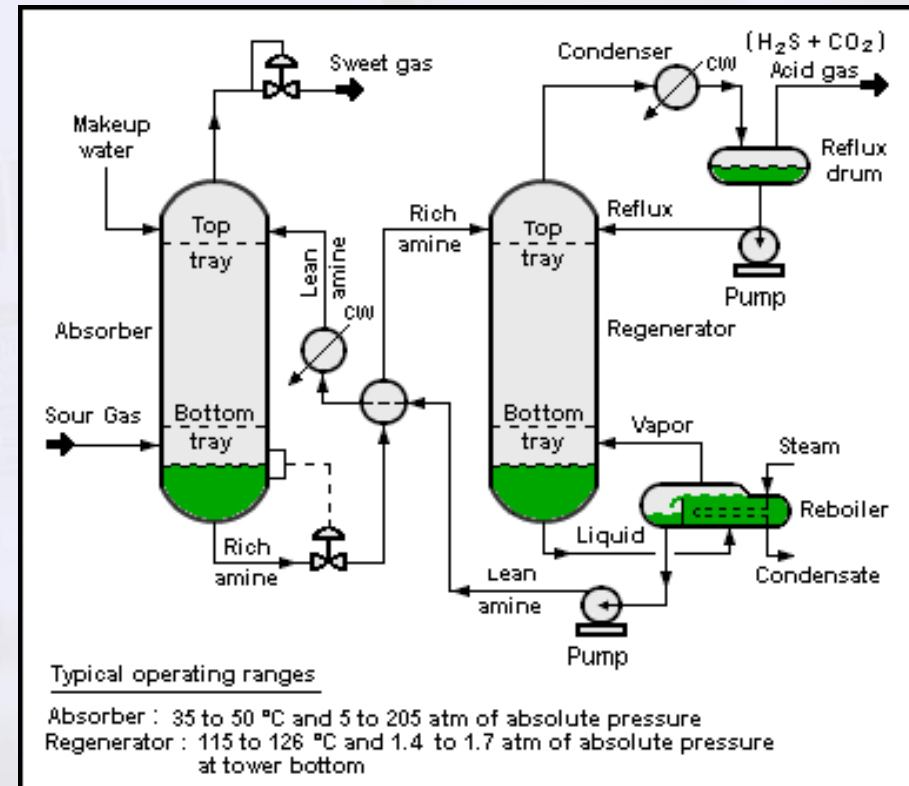 Sweet gas
Condenser
CW
(H₂S + CO₂)
Acid gas
Makeup
water
Reflux
drum
Top
tray
Lean
amine
Rich
amine
Top
tray
Reflux
Pump
Absorber
CW
Regenerator
Sour Gas
Bottom
tray
Bottom
tray
Vapor
Steam
Reboiler
Rich
amine
Liquid
Condensate
Lean
amine
Pump
Typical operating ranges
Absorber : 35 to 50 °C and 5 to 205 atm of absolute pressure
Regenerator : 115 to 126 °C and 1.4 to 1.7 atm of absolute pressure
at tower bottom